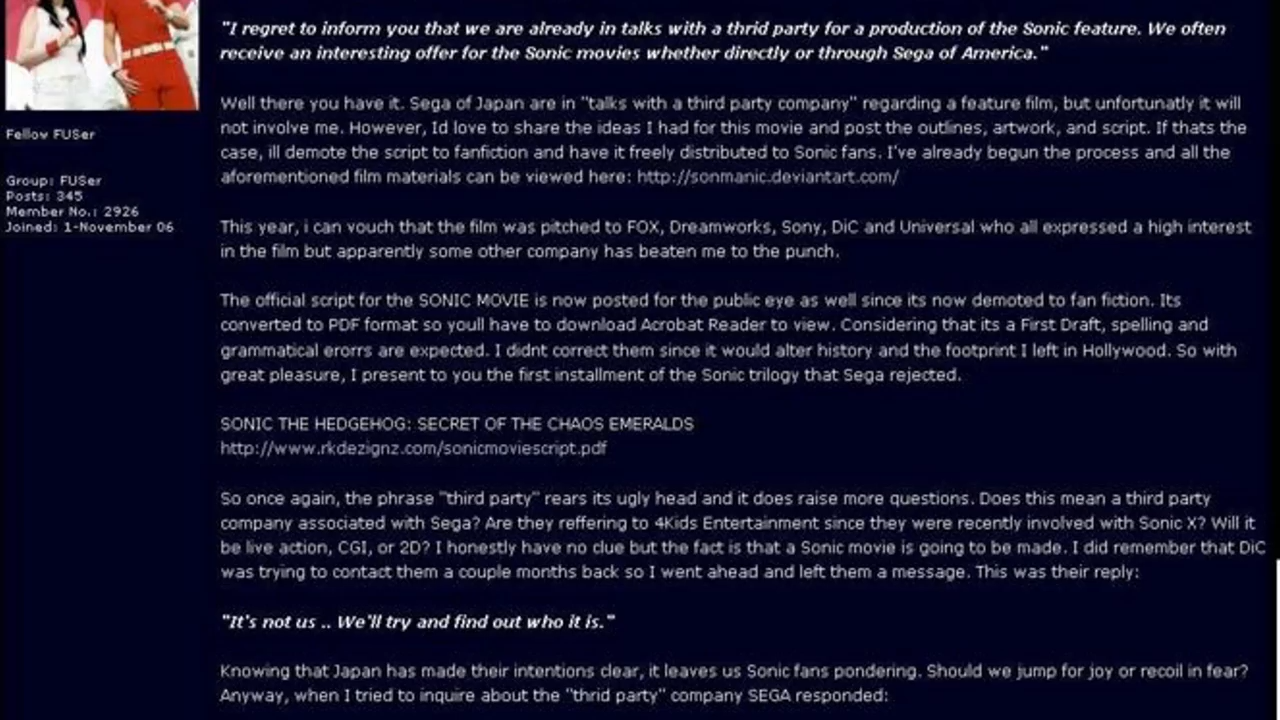 "I regret to inform you that we are already in talks with a thrid party for a production of the Sonic feature. We often
receive an interesting offer for the Sonic movies whether directly or through Sega of America."
Well there you have it. Sega of Japan are in "talks with a third party company" regarding a feature film, but unfortunatly it will
not involve me. However, Id love to share the ideas I had for this movie and post the outlines, artwork, and script. If thats the
case, ill demote the script to fanfiction and have it freely distributed to Sonic fans. I've already begun the process and all the
aforementioned film materials can be viewed here: http://sonmanic.deviantart.com/
Fellow FUSer
Group: FUSer
Posts: 345
Member No.: 2926
Joined: 1-November 06
This year, i can vouch that the film was pitched to FOX, Dreamworks, Sony, DiC and Universal who all expressed a high interest
in the film but apparently some other company has beaten me to the punch.
The official script for the SONIC MOVIE is now posted for the public eye as well since its now demoted to fan fiction. Its
converted to PDF format so youll have to download Acrobat Reader to view. Considering that its a First Draft, spelling and
grammatical erorrs are expected. I didnt correct them since it would alter history and the footprint I left in Hollywood. So with
great pleasure, I present to you the first installment of the Sonic trilogy that Sega rejected.
SONIC THE HEDGEHOG: SECRET OF THE CHAOS EMERALDS
http://www.rkdezignz.com/sonicmoviescript.pdf
So once again, the phrase "third party" rears its ugly head and it does raise more questions. Does this mean a third party
company associated with Sega? Are they reffering to 4Kids Entertainment since they were recently involved with Sonic X? Will it
be live action, CGI, or 2D? I honestly have no clue but the fact is that a Sonic movie is going to be made. I did remember that DiC
was trying to contact them a couple months back so I went ahead and left them a message. This was their reply:
"It's not us .. We'll try and find out who it is."
Knowing that Japan has made their intentions clear, it leaves us Sonic fans pondering. Should we jump for joy or recoil in fear?
Anyway, when I tried to inquire about the "thrid party" company SEGA responded: